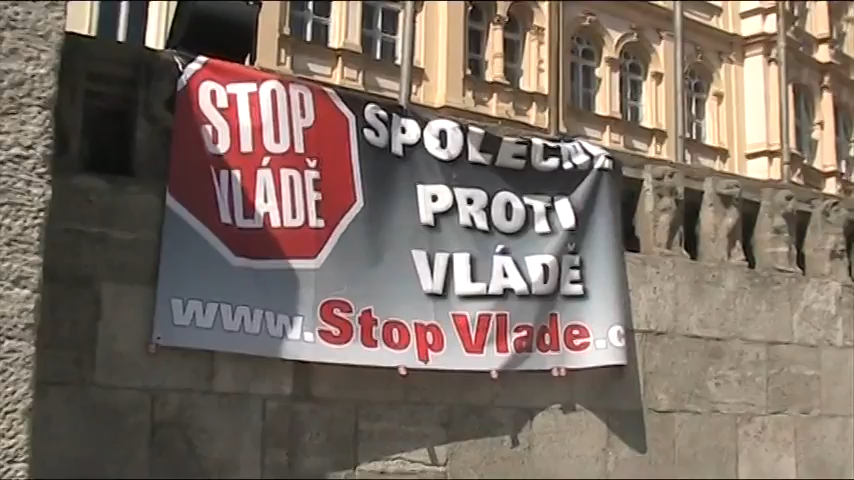 STOP
VLÁDĚ
SPOLEČNĚ
PROTI
VLÁDĚ
www.StopVlade.c